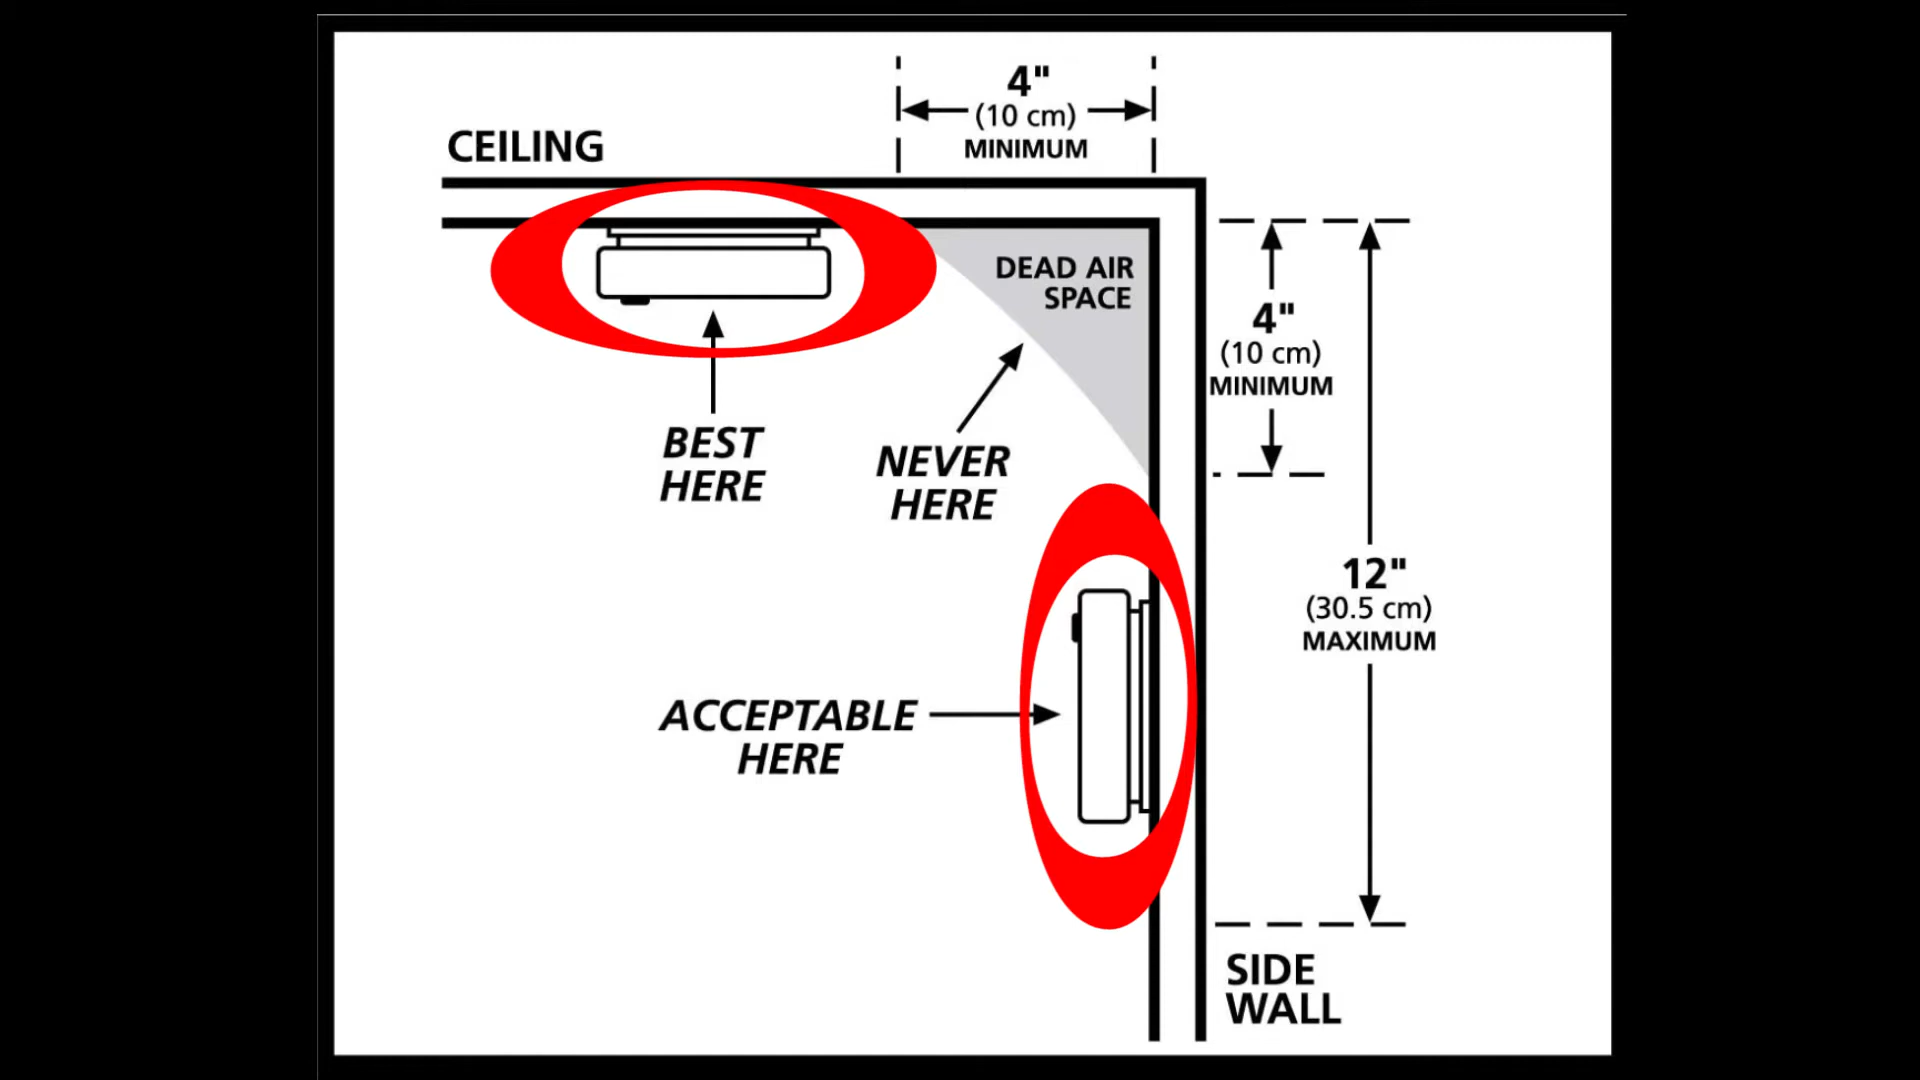 4"
(10 cm)
MINIMUM
CEILING
DEAD AIR
SPACE
4"
(10 cm)
MINIMUM
BEST
HERE
NEVER
HERE
12"
(30.5 cm)
MAXIMUM
ACCEPTABLE
HERE
SIDE
WALL